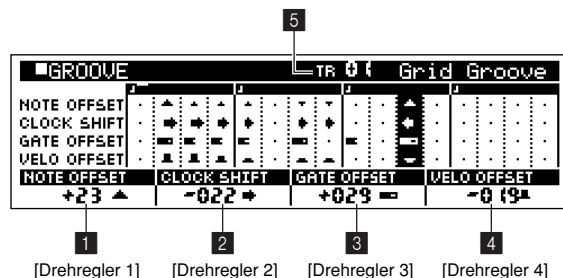 5
■GROOVE TR 01 Grid Groove
NOTE OFFSET
CLOCK SHIFT
GATE OFFSET
VELO OFFSET
NOTE OFFSET CLOCK SHIFT GATE OFFSET VELO OFFSET
+23 -022 +029 -019
1 2 3 4
[Drehregler 1] [Drehregler 2] [Drehregler 3] [Drehregler 4]